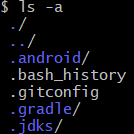 $ ls -a
./
../
.android/
.bash_history
.gitconfig
.gradle/
.jdks/